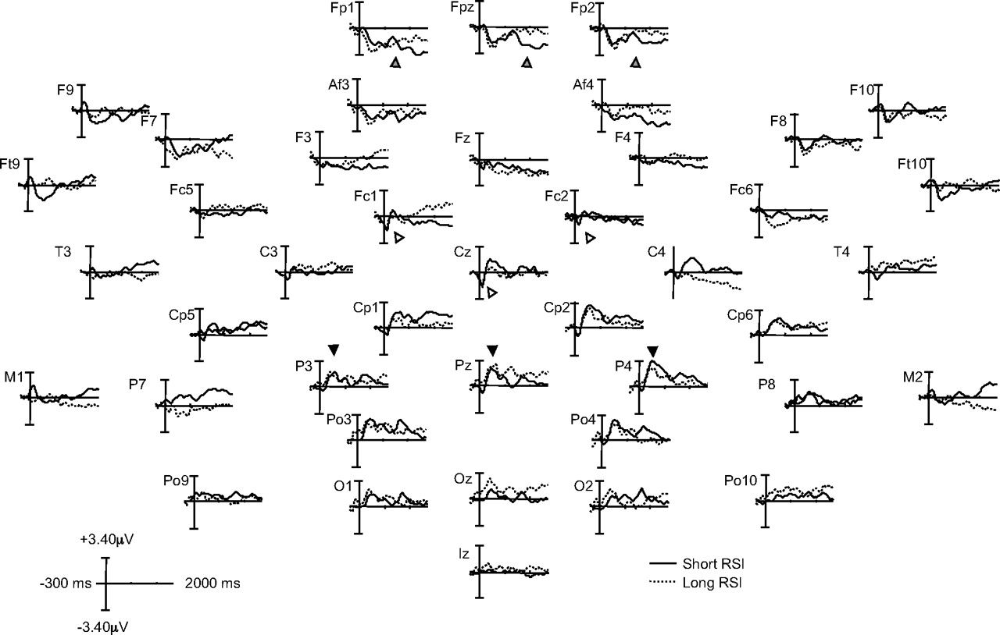 Fp1 Fpz Fp2
F9 Af3 Af4 F10
F7 F3 Fz F4 F8
Ft9 Ft10
Fc5 Fc1 Fc2 Fc6
T3 C3 Cz C4 T4
Cp5 Cp1 Cp2 Cp6
M1 P7 P3 Pz P4 P8 M2
Po3 Po4
Po9 O1 Oz O2 Po10
Iz
+3.40μV
-300 ms 2000 ms
-3.40μV
Short RSI
Long RSI